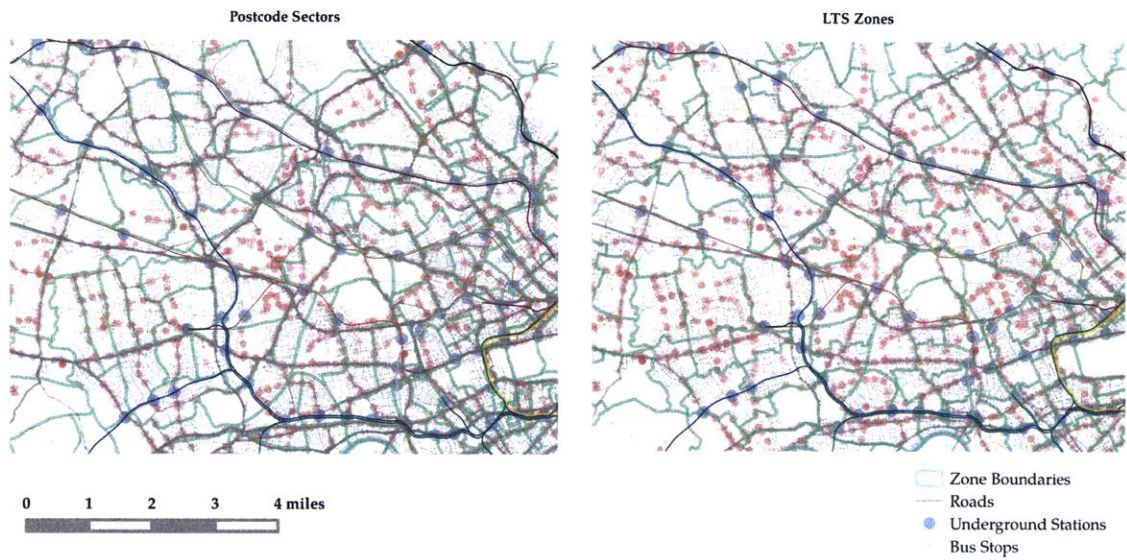 Postcode Sectors
LTS Zones
0 1 2 3 4 miles
Zone Boundaries
Roads
Underground Stations
Bus Stops